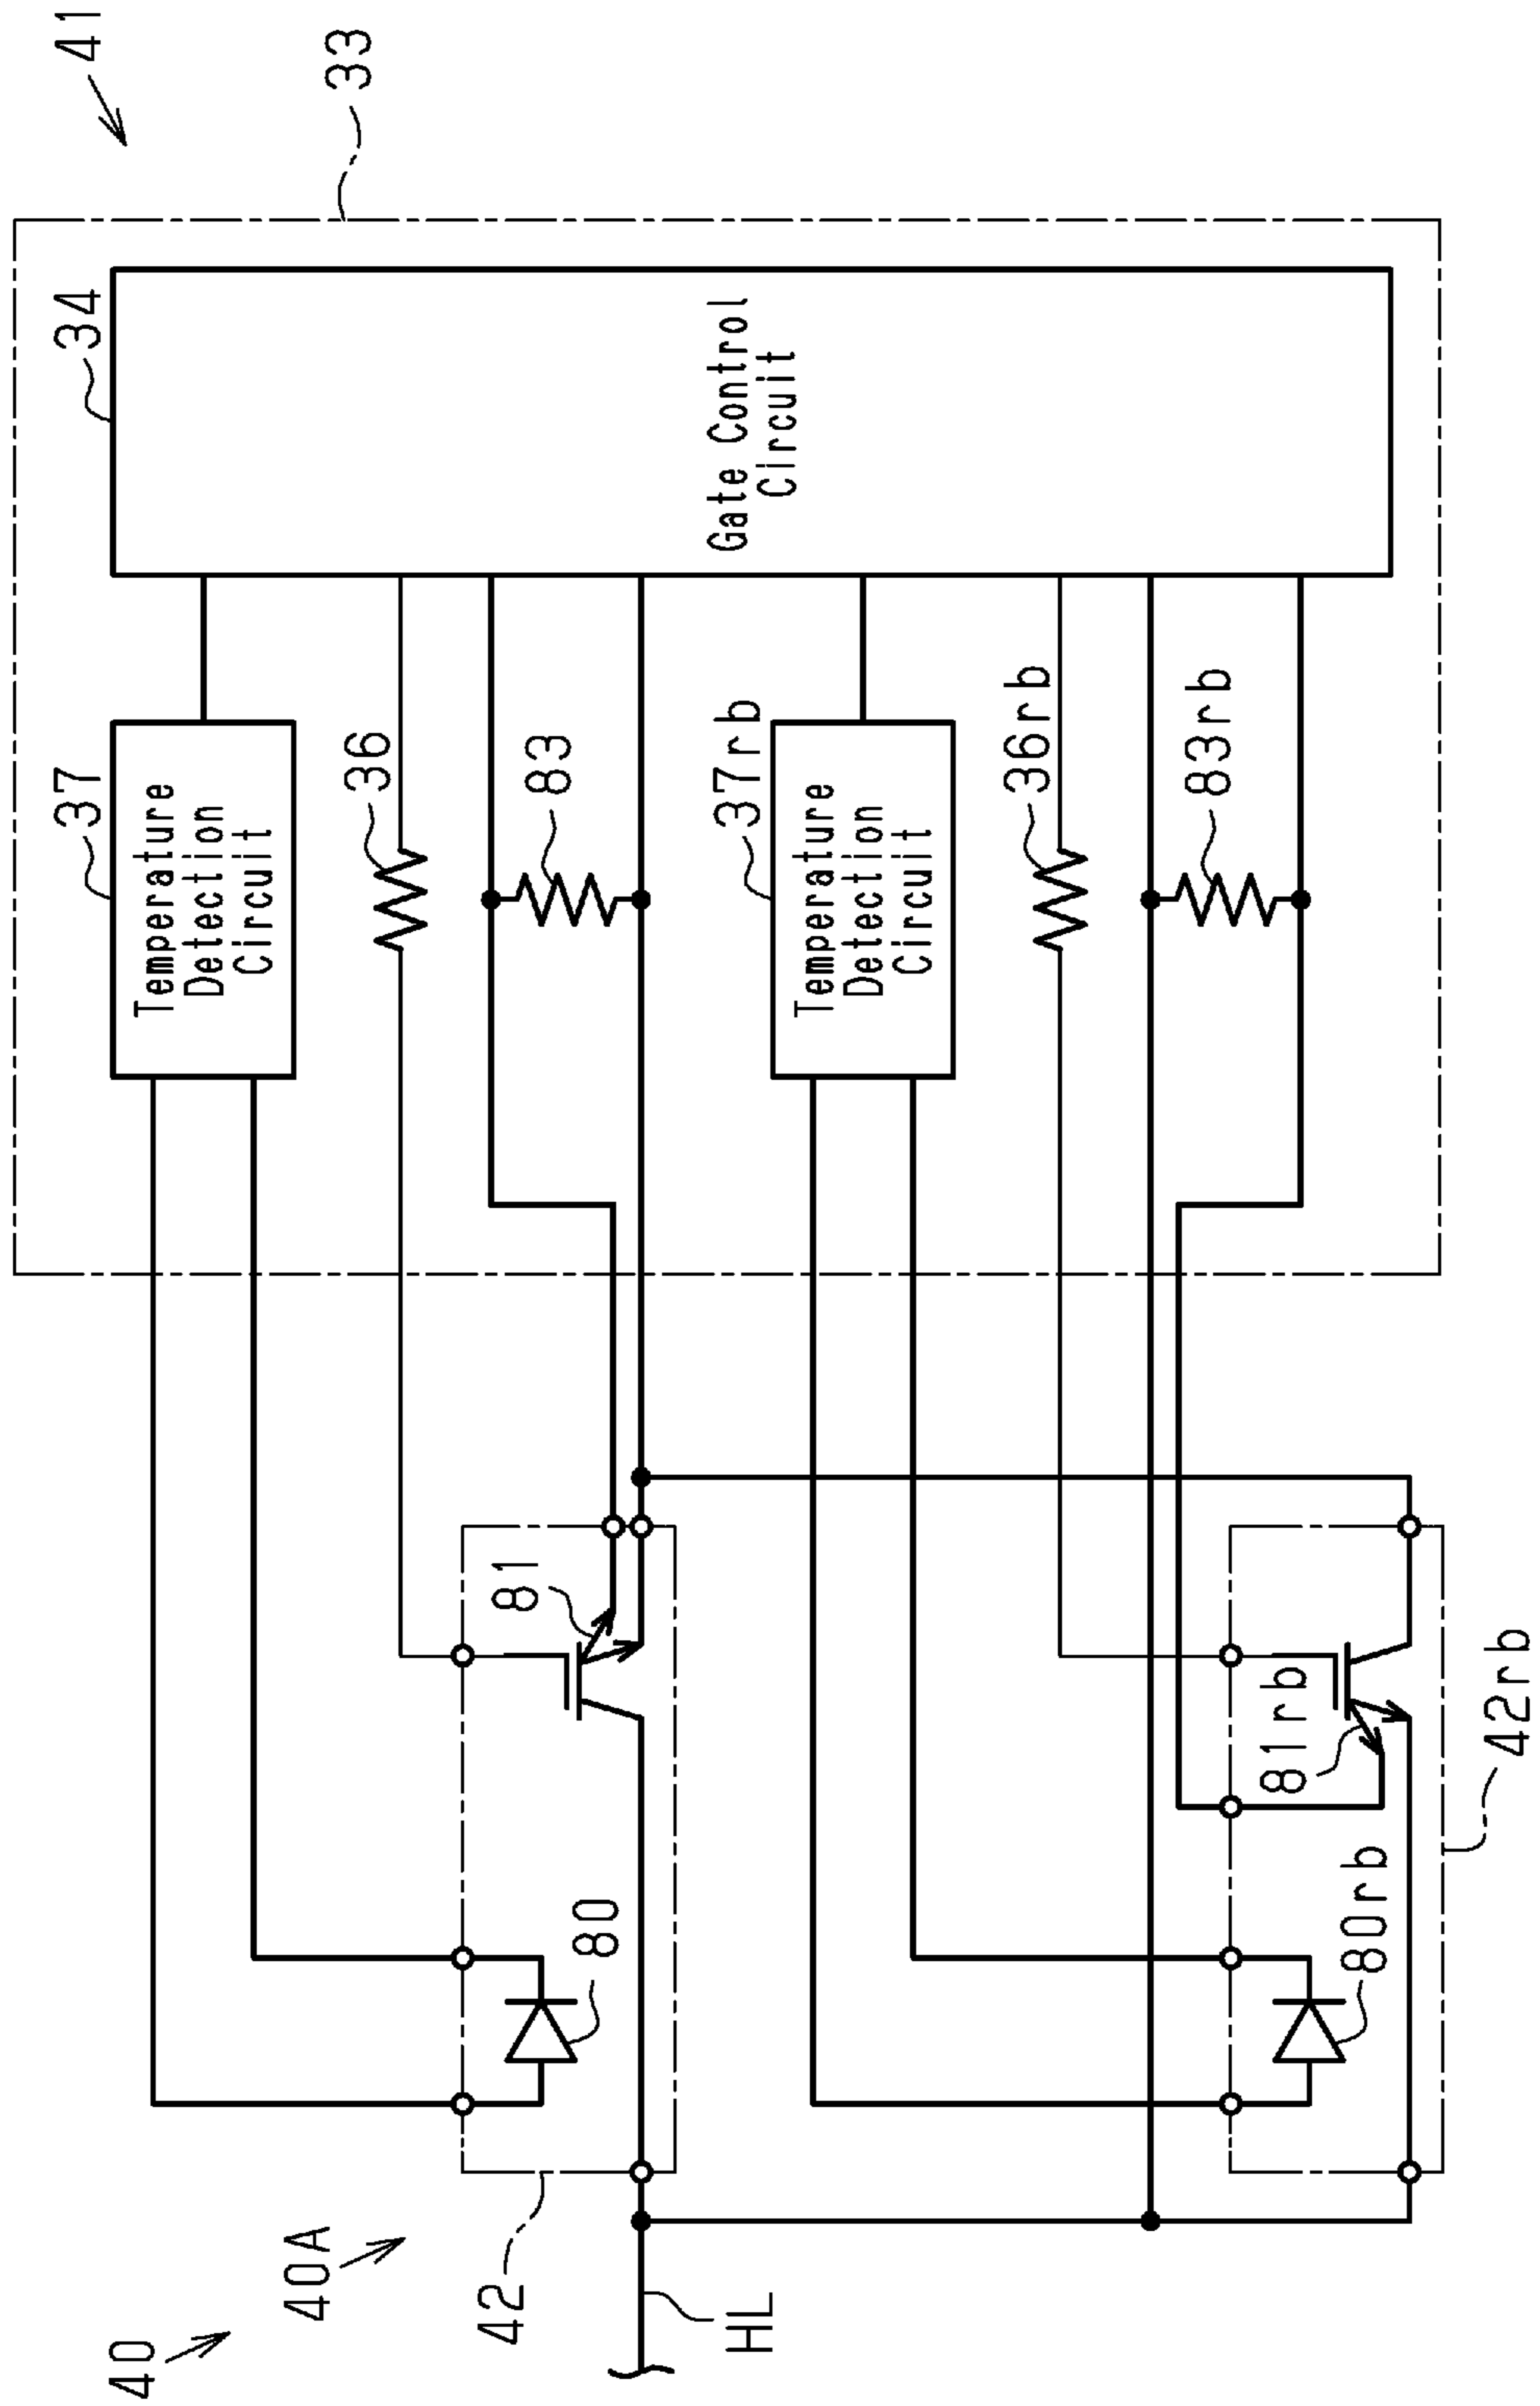 41
33
34
Gate Control
Circuit
37
Temperature
Detection
Circuit
36
83
37rb
Temperature
Detection
Circuit
36rb
83rb
81
81rb
42rb
80
80rb
40
40A
42
HL